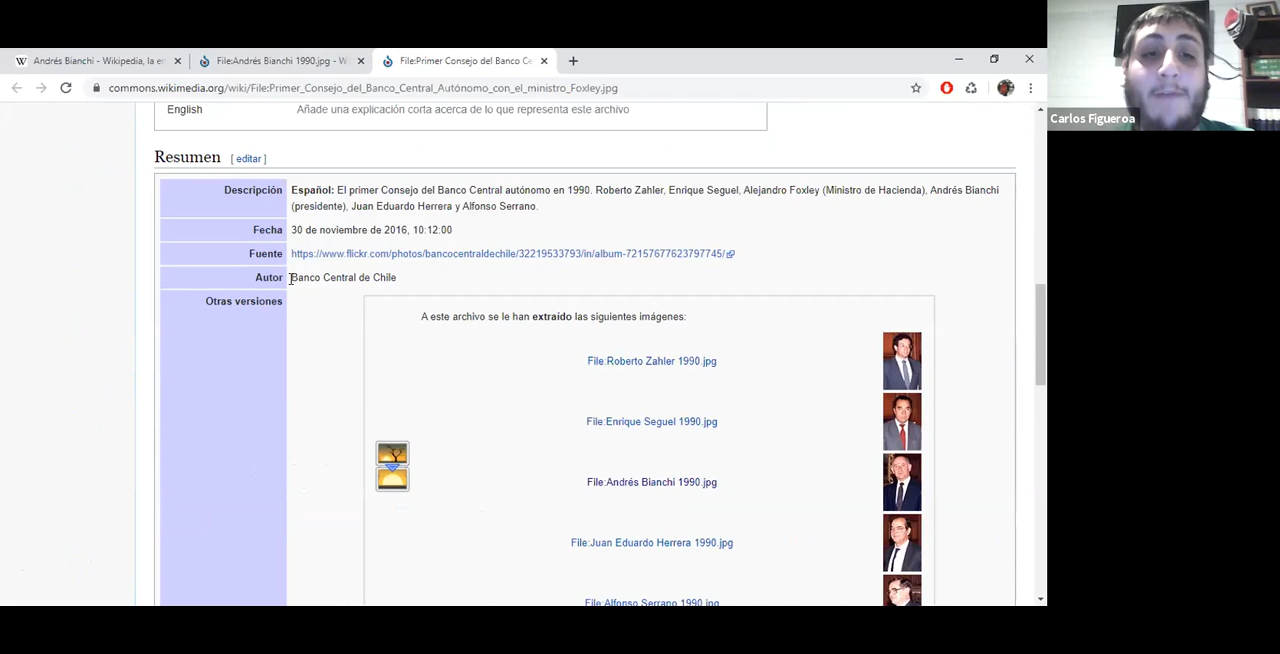 Andrés Bianchi - Wikipedia, la en
File:Andrés Bianchi 1990.jpg - W
File:Primer Consejo del Banco Ce
commons.wikimedia.org/wiki/File:Primer_Consejo_del_Banco_Central_Autónomo_con_el_ministro_Foxley.jpg
Carlos Figueroa
English Añade una explicación corta acerca de lo que representa este archivo
Resumen [ editar ]
Descripción Español: El primer Consejo del Banco Central autónomo en 1990. Roberto Zahler, Enrique Seguel, Alejandro Foxley (Ministro de Hacienda), Andrés Bianchi
(presidente), Juan Eduardo Herrera y Alfonso Serrano.
Fecha 30 de noviembre de 2016, 10:12:00
Fuente https://www.flickr.com/photos/bancocentraldechile/32219533793/in/album-72157677623797745/
Autor Banco Central de Chile
Otras versiones
A este archivo se le han extraído las siguientes imágenes:
File:Roberto Zahler 1990.jpg
File:Enrique Seguel 1990.jpg
File:Andrés Bianchi 1990.jpg
File:Juan Eduardo Herrera 1990.jpg
File:Alfonso Serrano 1990.jpg